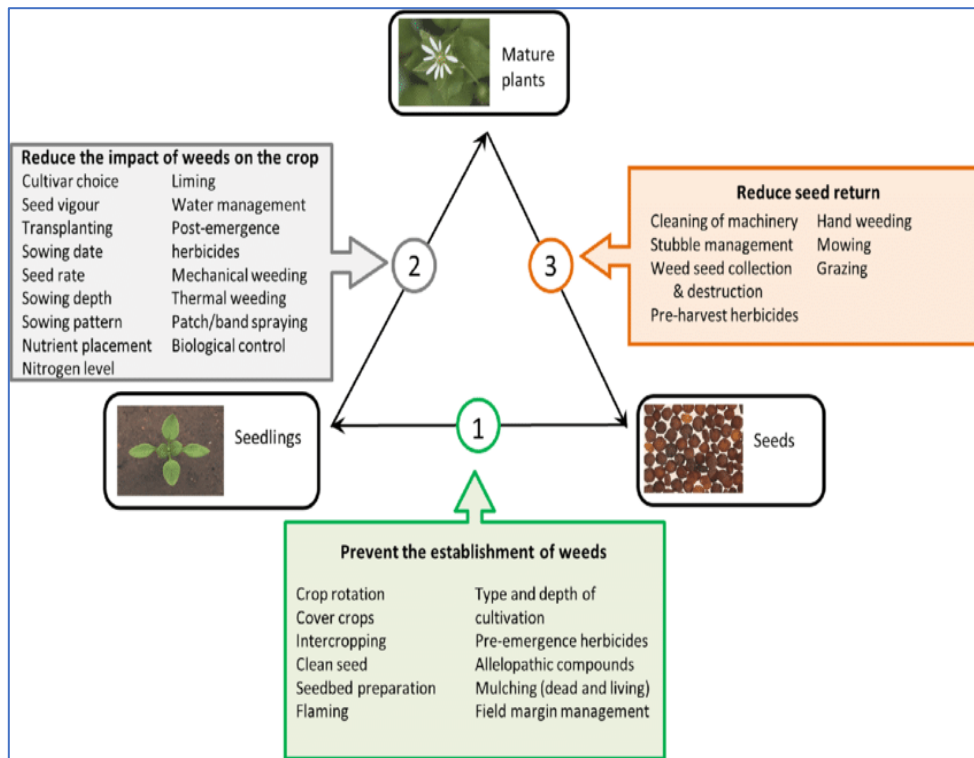 Mature
plants
Reduce the impact of weeds on the crop
Cultivar choice
Seed vigour
Transplanting
Sowing date
Seed rate
Sowing depth
Sowing pattern
Nutrient placement
Nitrogen level
Liming
Water management
Post-emergence
herbicides
Mechanical weeding
Thermal weeding
Patch/band spraying
Biological control
2
3
Reduce seed return
Cleaning of machinery
Stubble management
Weed seed collection
& destruction
Pre-harvest herbicides
Hand weeding
Mowing
Grazing
Seedlings
1
Seeds
Prevent the establishment of weeds
Crop rotation
Cover crops
Intercropping
Clean seed
Seedbed preparation
Flaming
Type and depth of
cultivation
Pre-emergence herbicides
Allelopathic compounds
Mulching (dead and living)
Field margin management